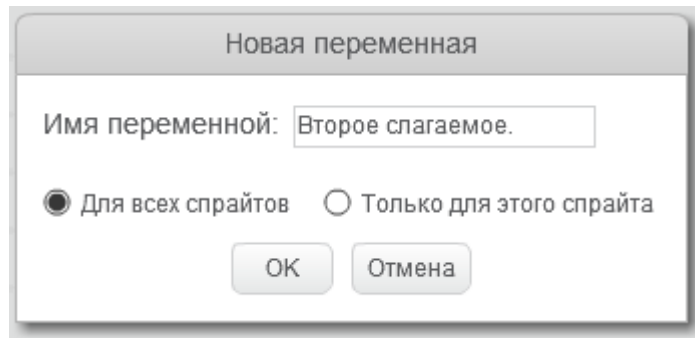 Новая переменная
Имя переменной: Второе слагаемое.
Для всех спрайтов Только для этого спрайта
OK Отмена